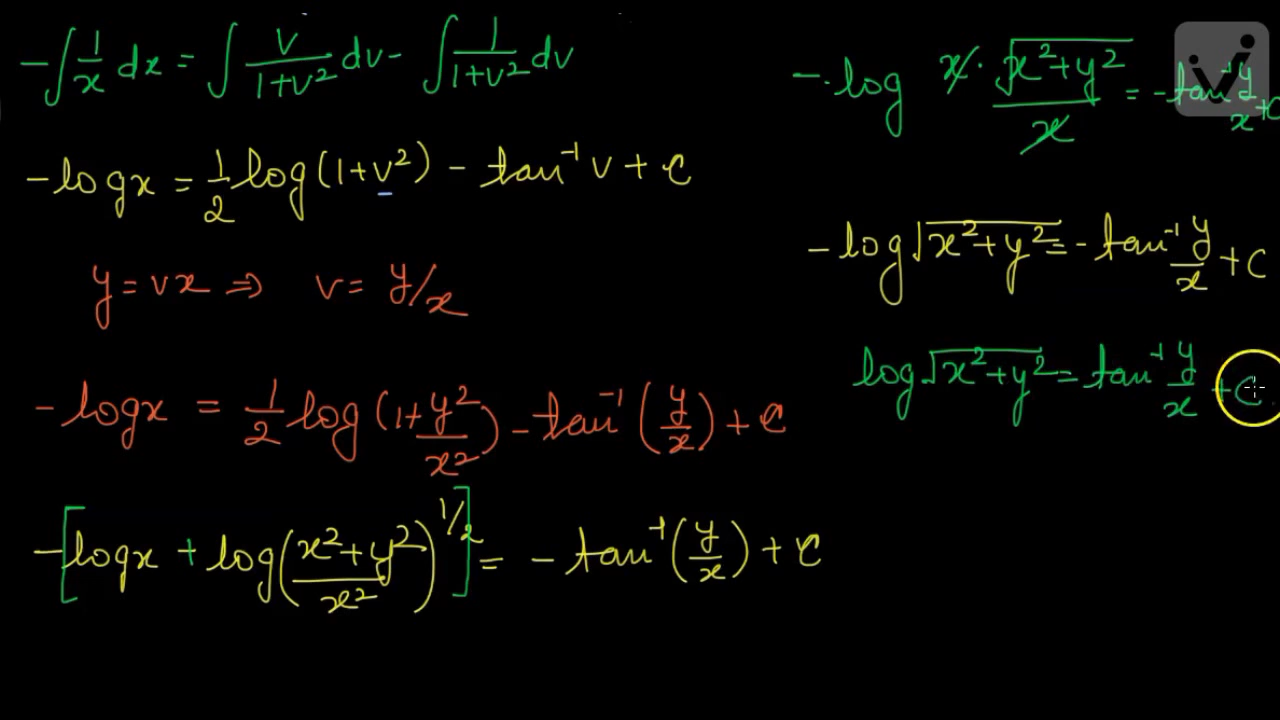 -∫ 1/x dx = ∫ v/(1+v²) dv - ∫ 1/(1+v²) dv
-log x = 1/2 log(1+v²) - tan⁻¹ v + c
y = vx ⇒ v = y/x
-log x = 1/2 log(1+y²/x²) - tan⁻¹(y/x) + c
-[log x + log((x²+y²)/x²)^1/2] = -tan⁻¹(y/x) + c
-log x·√(x²+y²)/x = -tan⁻¹ y/x + c
-log√(x²+y²) = -tan⁻¹ y/x + c
log√(x²+y²) = tan⁻¹ y/x + c